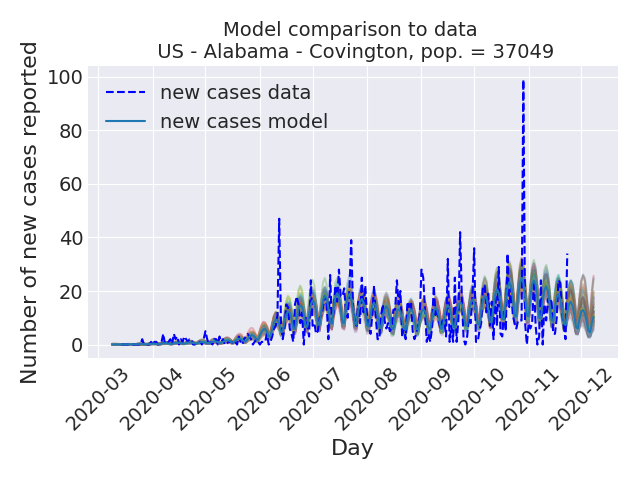 Model comparison to data
US - Alabama - Covington, pop. = 37049
Number of new cases reported
100
80
60
40
20
0
new cases data
new cases model
2020-03
2020-04
2020-05
2020-06
2020-07
2020-08
2020-09
2020-10
2020-11
2020-12
Day